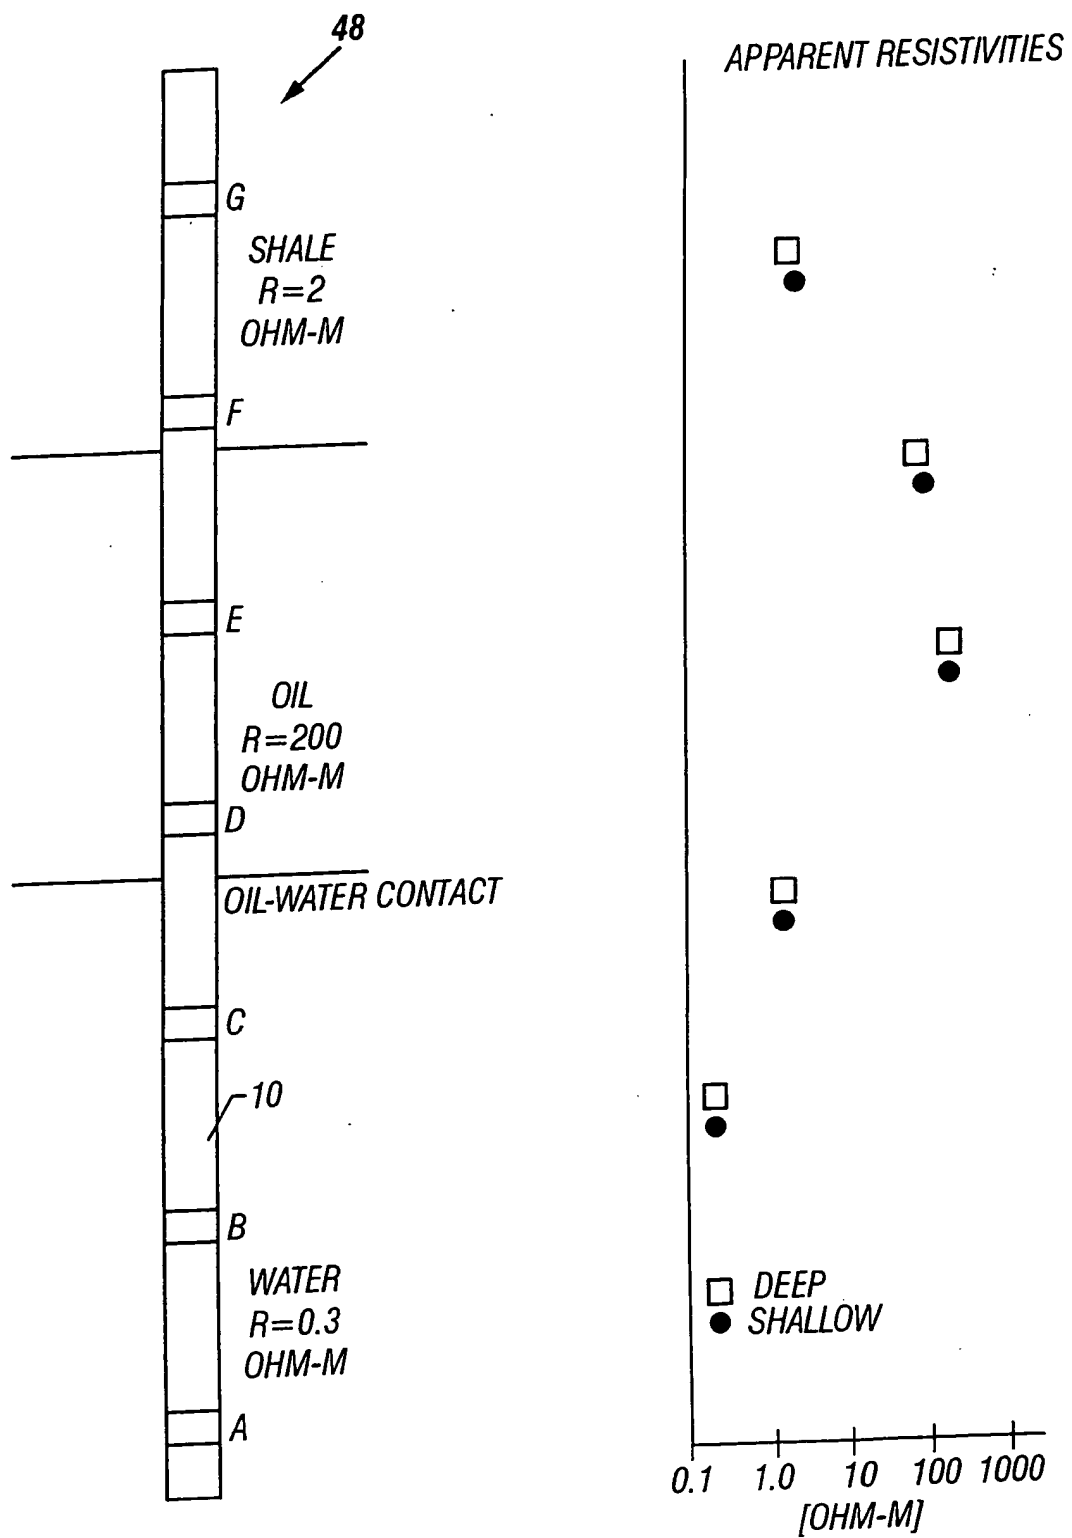 48
APPARENT RESISTIVITIES
G
SHALE
R=2
OHM-M
F
E
OIL
R=200
OHM-M
D
OIL-WATER CONTACT
C
10
B
WATER
R=0.3
OHM-M
A
DEEP
SHALLOW
0.1 1.0 10 100 1000
[OHM-M]